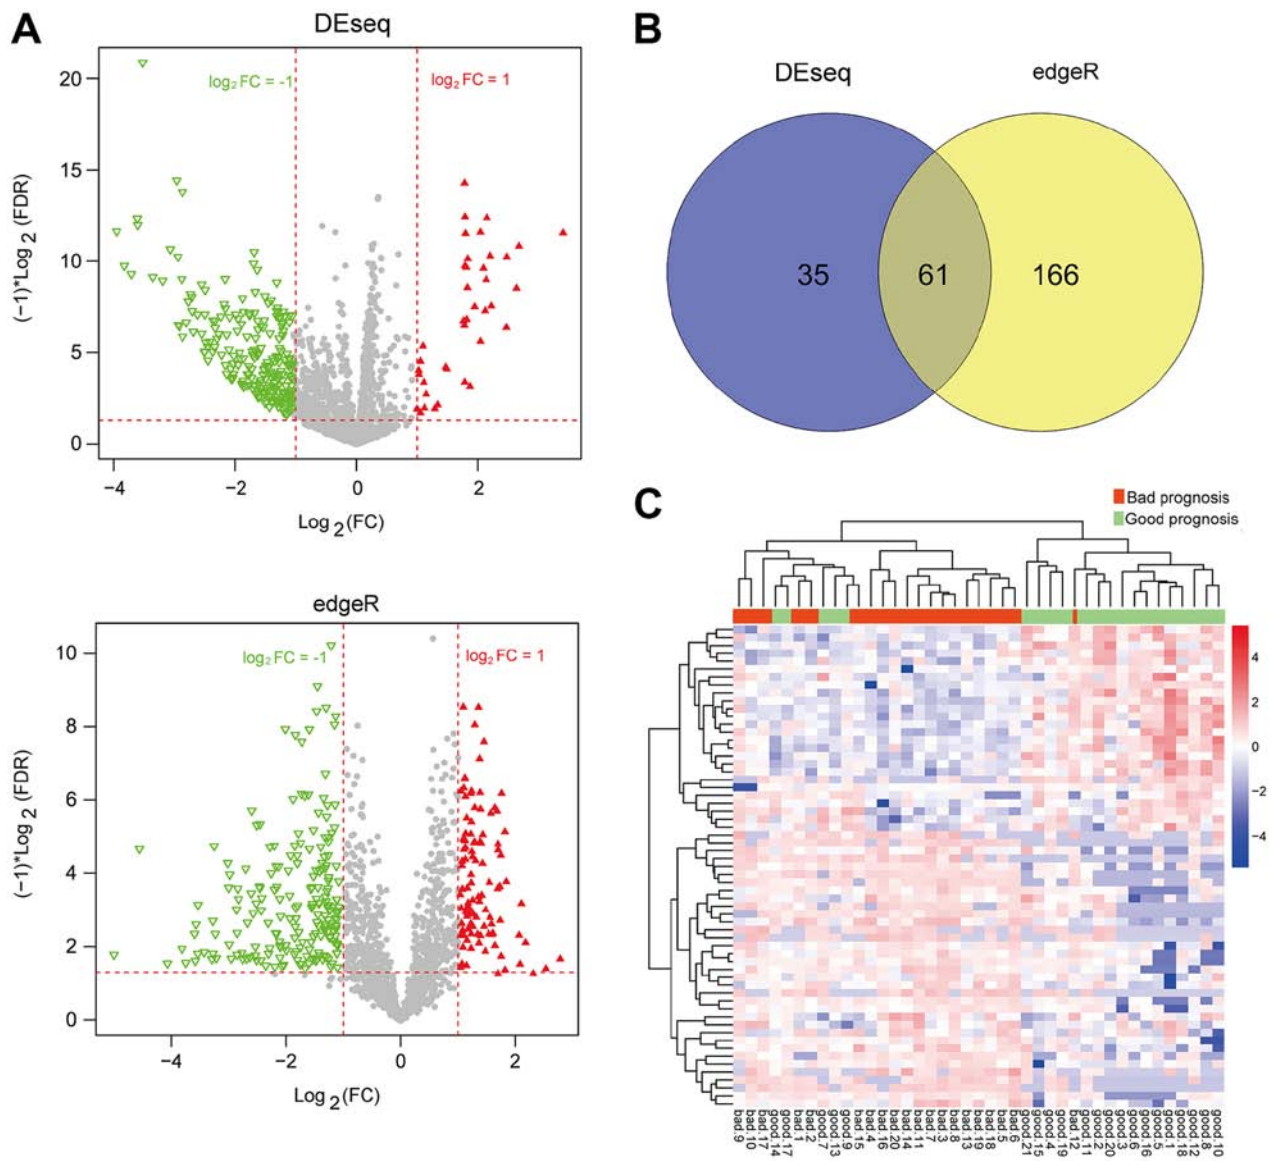 A
DEseq
log2 FC = -1
log2 FC = 1
20
15
10
5
0
(−1)*Log2 (FDR)
−4
−2
0
2
Log2(FC)
edgeR
log2 FC = -1
log2 FC = 1
10
8
6
4
2
0
(−1)*Log2 (FDR)
−4
−2
0
2
Log2(FC)
B
DEseq
edgeR
35
61
166
C
Bad prognosis
Good prognosis
4
2
0
−2
−4
bad.9
bad.10
bad.17
good.14
good.17
bad.1
bad.2
good.7
good.13
good.9
bad.15
bad.4
bad.16
bad.20
bad.14
bad.11
bad.7
bad.3
bad.8
bad.13
bad.19
bad.18
bad.5
bad.6
good.21
good.15
good.4
good.19
bad.12
good.11
good.2
good.20
good.3
good.6
good.16
good.5
good.1
good.18
good.12
good.8
good.10